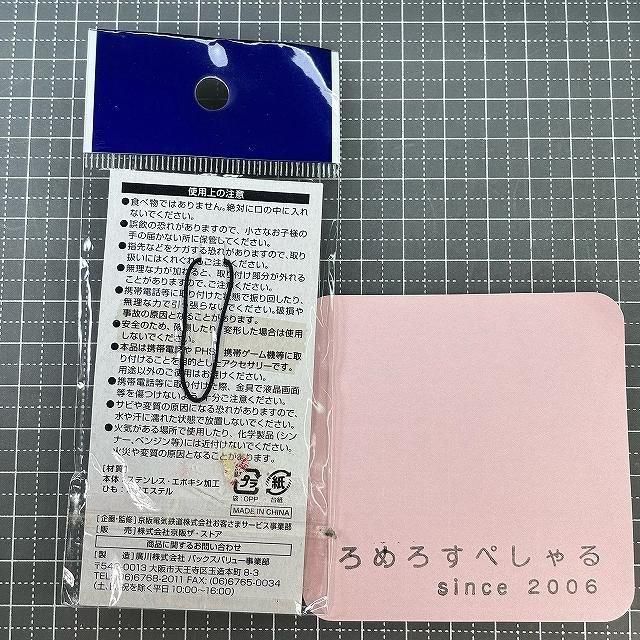 使用上の注意
●食べ物ではありません。絶対に口の中に入れ
ないでください。
●誤飲の恐れがありますので、小さなお子様の
手の届かない所に保管してください。
●指先などをケガする恐れがありますので、取り
扱いにはくれぐれもご注意ください。
●無理な力が加わると、取り付け部分が外れる
ことがありますので、ご注意ください。
●携帯電話等に取り付けた状態で振り回したり、
無理な力で引っ張らないでください。破損や
事故の原因となることがあります。
●安全のため、破損したり、変形した場合は使用
しないでください。
●本品は携帯電話やPHS、携帯ゲーム機等に取
り付けることを目的としたアクセサリーです。
用途以外のご使用はお避けください。
●携帯電話等に取り付けた際、金具で液晶画面
等を傷つけないよう十分ご注意ください。
●サビや変質の原因になる恐れがありますので、
水や汗に濡れた状態で放置しないでください。
●火気がある場所で使用したり、化学製品(シン
ナー、ベンジン等)には近付けないでください。
火災や変質の原因となることがあります。
[材質]
本体:ステンレス・エポキシ加工
ひも:ポリエステル
プラ
袋:OPP
紙
台紙
MADE IN CHINA
[企画・監修]京阪電気鉄道株式会社お客さまサービス事業部
[販 売]株式会社京阪ザ・ストア
商品に関するお問い合わせ
製 造:廣川株式会社 バックスバリュー事業部
〒543-0013 大阪市天王寺区玉造本町8-3
TEL:(06)6768-2011 FAX:(06)6765-0034
(土、日、祝を除く平日10:00~16:00)
ろめろすぺしゃる
since 2006